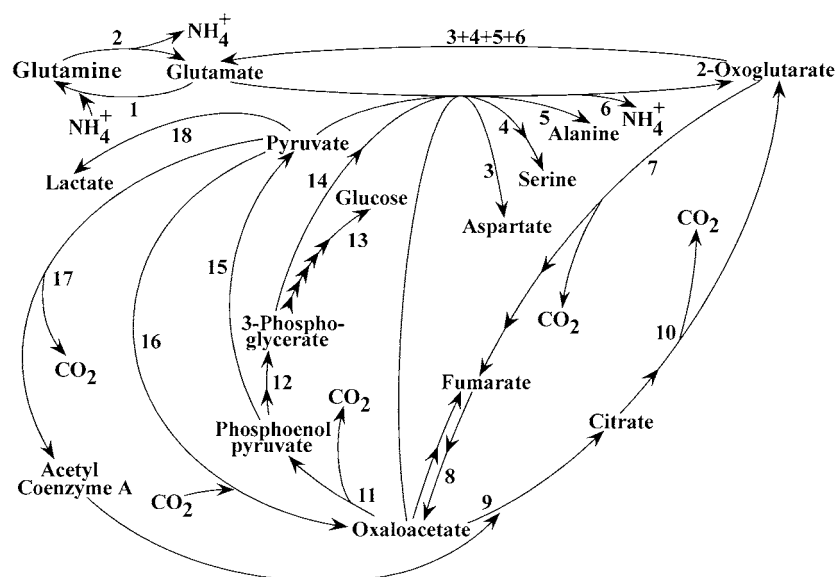 2
NH4+
3+4+5+6
Glutamine
Glutamate
2-Oxoglutarate
1
NH4+
18
Pyruvate
4
5
Alanine
6
NH4+
7
Lactate
14
Glucose
3
Serine
Aspartate
CO2
13
17
15
16
3-Phospho-
glycerate
CO2
10
CO2
12
CO2
Fumarate
Citrate
Phosphoenol
pyruvate
Acetyl
Coenzyme A
CO2
11
8
9
Oxaloacetate